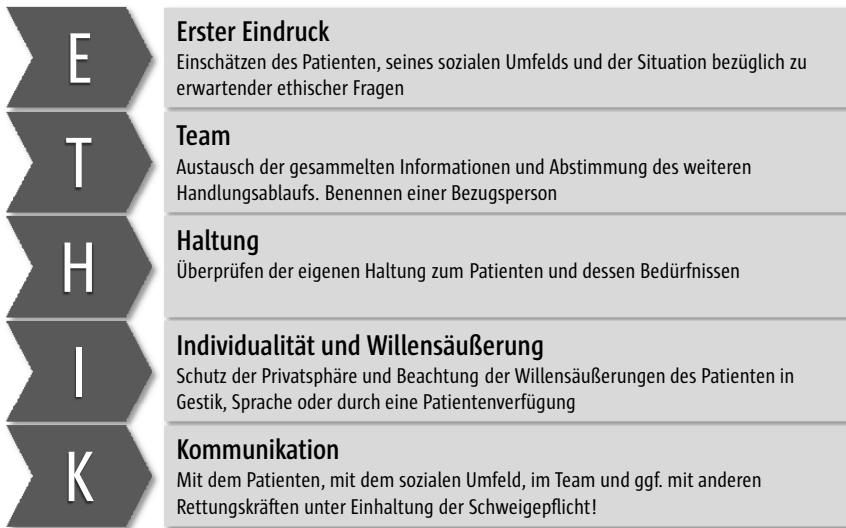 E
Erster Eindruck
Einschätzen des Patienten, seines sozialen Umfelds und der Situation bezüglich zu
erwartender ethischer Fragen
T
Team
Austausch der gesammelten Informationen und Abstimmung des weiteren
Handlungsablaufs. Benennen einer Bezugsperson
H
Haltung
Überprüfen der eigenen Haltung zum Patienten und dessen Bedürfnissen
I
Individualität und Willensäußerung
Schutz der Privatsphäre und Beachtung der Willensäußerungen des Patienten in
Gestik, Sprache oder durch eine Patientenverfügung
K
Kommunikation
Mit dem Patienten, mit dem sozialen Umfeld, im Team und ggf. mit anderen
Rettungskräften unter Einhaltung der Schweigepflicht!